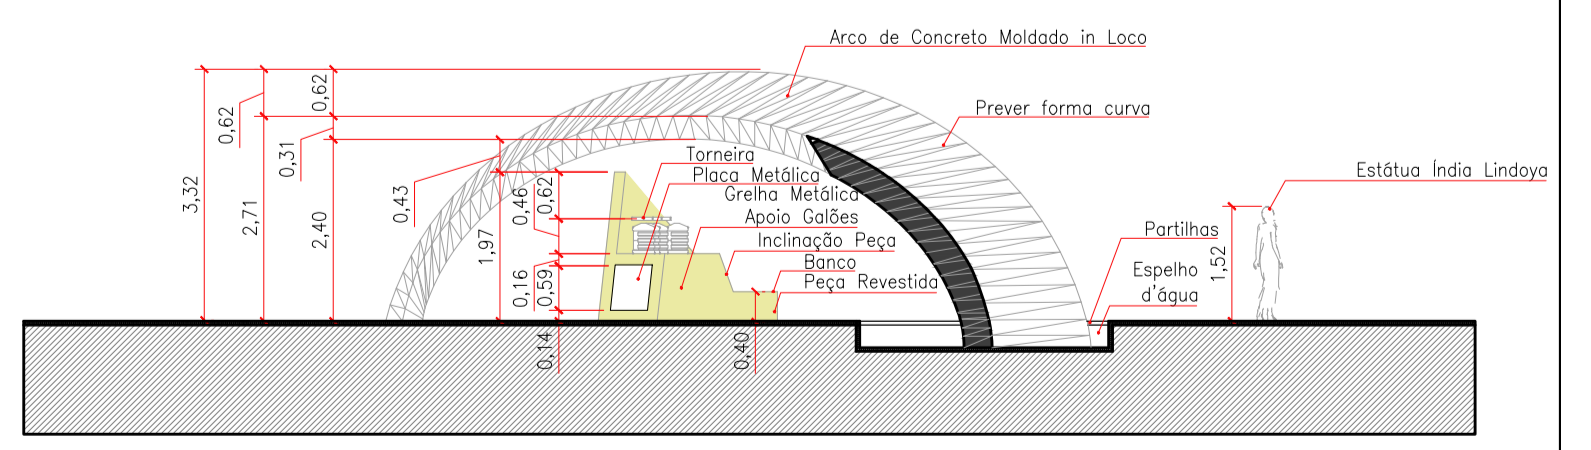 Arco de Concreto Moldado in Loco
Prever forma curva
Torneira
Placa Metálica
Grelha Metálica
Apoio Galões
Inclinação Peça
Banco
Peça Revestida
Estátua Índia Lindoya
Partilhas
Espelho
d'água
3,32
0,62
2,71
0,62
0,31
2,40
0,43
1,97
0,46
0,62
0,16
0,59
0,14
0,40
1,52